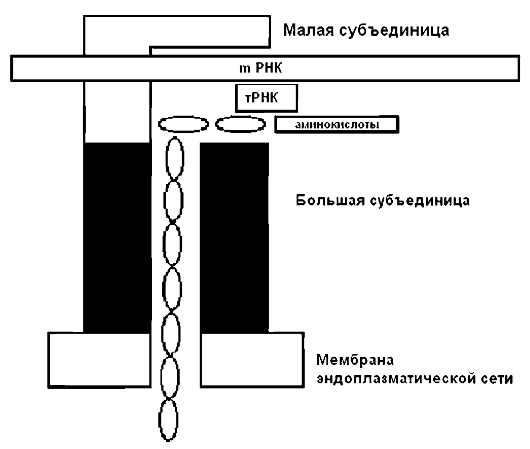 Малая субъединица
m РНК
тРНК
аминокислоты
Большая субъединица
Мембрана
эндоплазматической сети